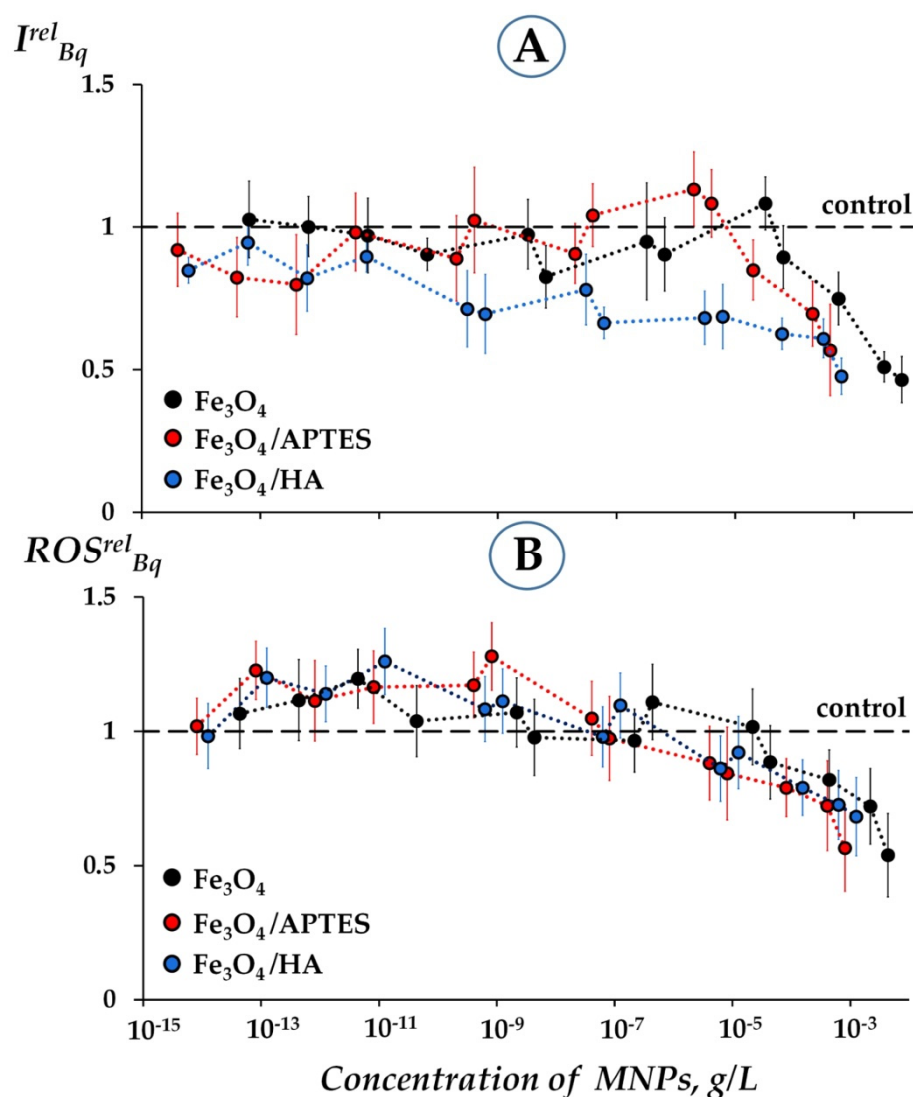 A
I^rel_Bq
1.5
1
control
0.5
Fe₃O₄
Fe₃O₄/APTES
Fe₃O₄/HA
0
B
ROS^rel_Bq
1.5
control
1
0.5
Fe₃O₄
Fe₃O₄/APTES
Fe₃O₄/HA
0
10⁻¹⁵ 10⁻¹³ 10⁻¹¹ 10⁻⁹ 10⁻⁷ 10⁻⁵ 10⁻³
Concentration of MNPs, g/L